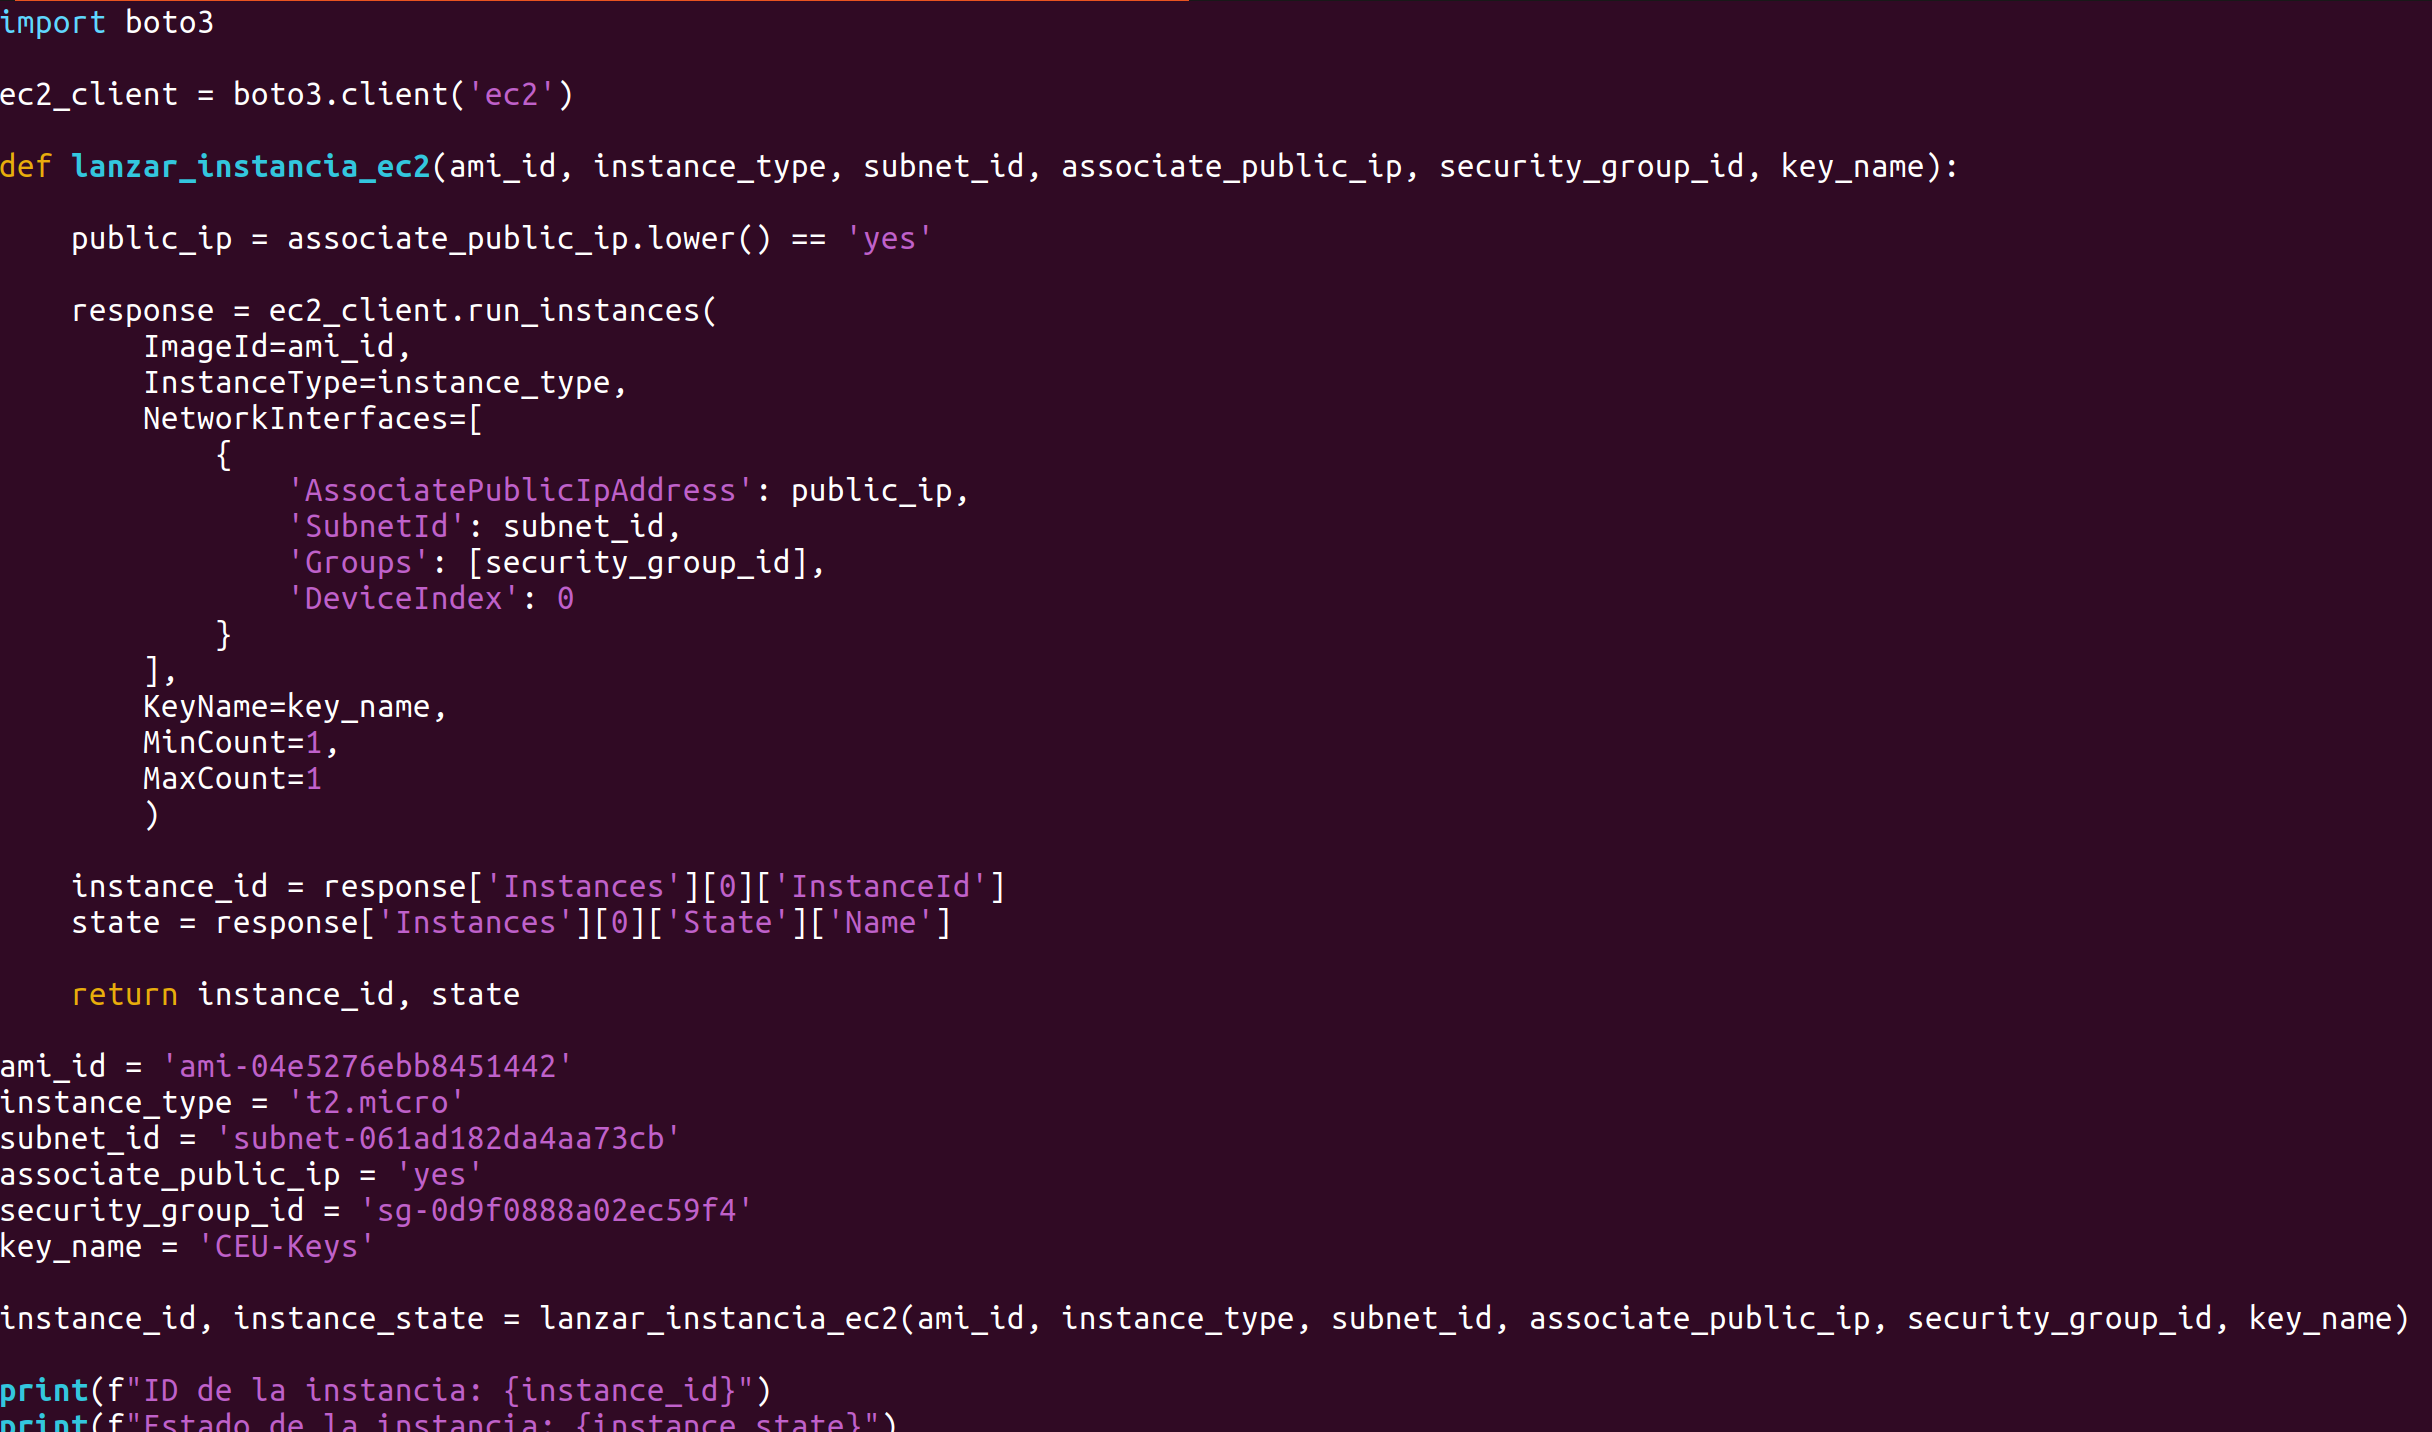 import boto3
ec2_client = boto3.client('ec2')
def lanzar_instancia_ec2(ami_id, instance_type, subnet_id, associate_public_ip, security_group_id, key_name):
    public_ip = associate_public_ip.lower() == 'yes'
    response = ec2_client.run_instances(
        ImageId=ami_id,
        InstanceType=instance_type,
        NetworkInterfaces=[
            {
                'AssociatePublicIpAddress': public_ip,
                'SubnetId': subnet_id,
                'Groups': [security_group_id],
                'DeviceIndex': 0
            }
        ],
        KeyName=key_name,
        MinCount=1,
        MaxCount=1
        )
    instance_id = response['Instances'][0]['InstanceId']
    state = response['Instances'][0]['State']['Name']
    return instance_id, state
ami_id = 'ami-04e5276ebb8451442'
instance_type = 't2.micro'
subnet_id = 'subnet-061ad182da4aa73cb'
associate_public_ip = 'yes'
security_group_id = 'sg-0d9f0888a02ec59f4'
key_name = 'CEU-Keys'
instance_id, instance_state = lanzar_instancia_ec2(ami_id, instance_type, subnet_id, associate_public_ip, security_group_id, key_name)
print(f"ID de la instancia: {instance_id}")
print(f"Estado de la instancia: {instance_state}")